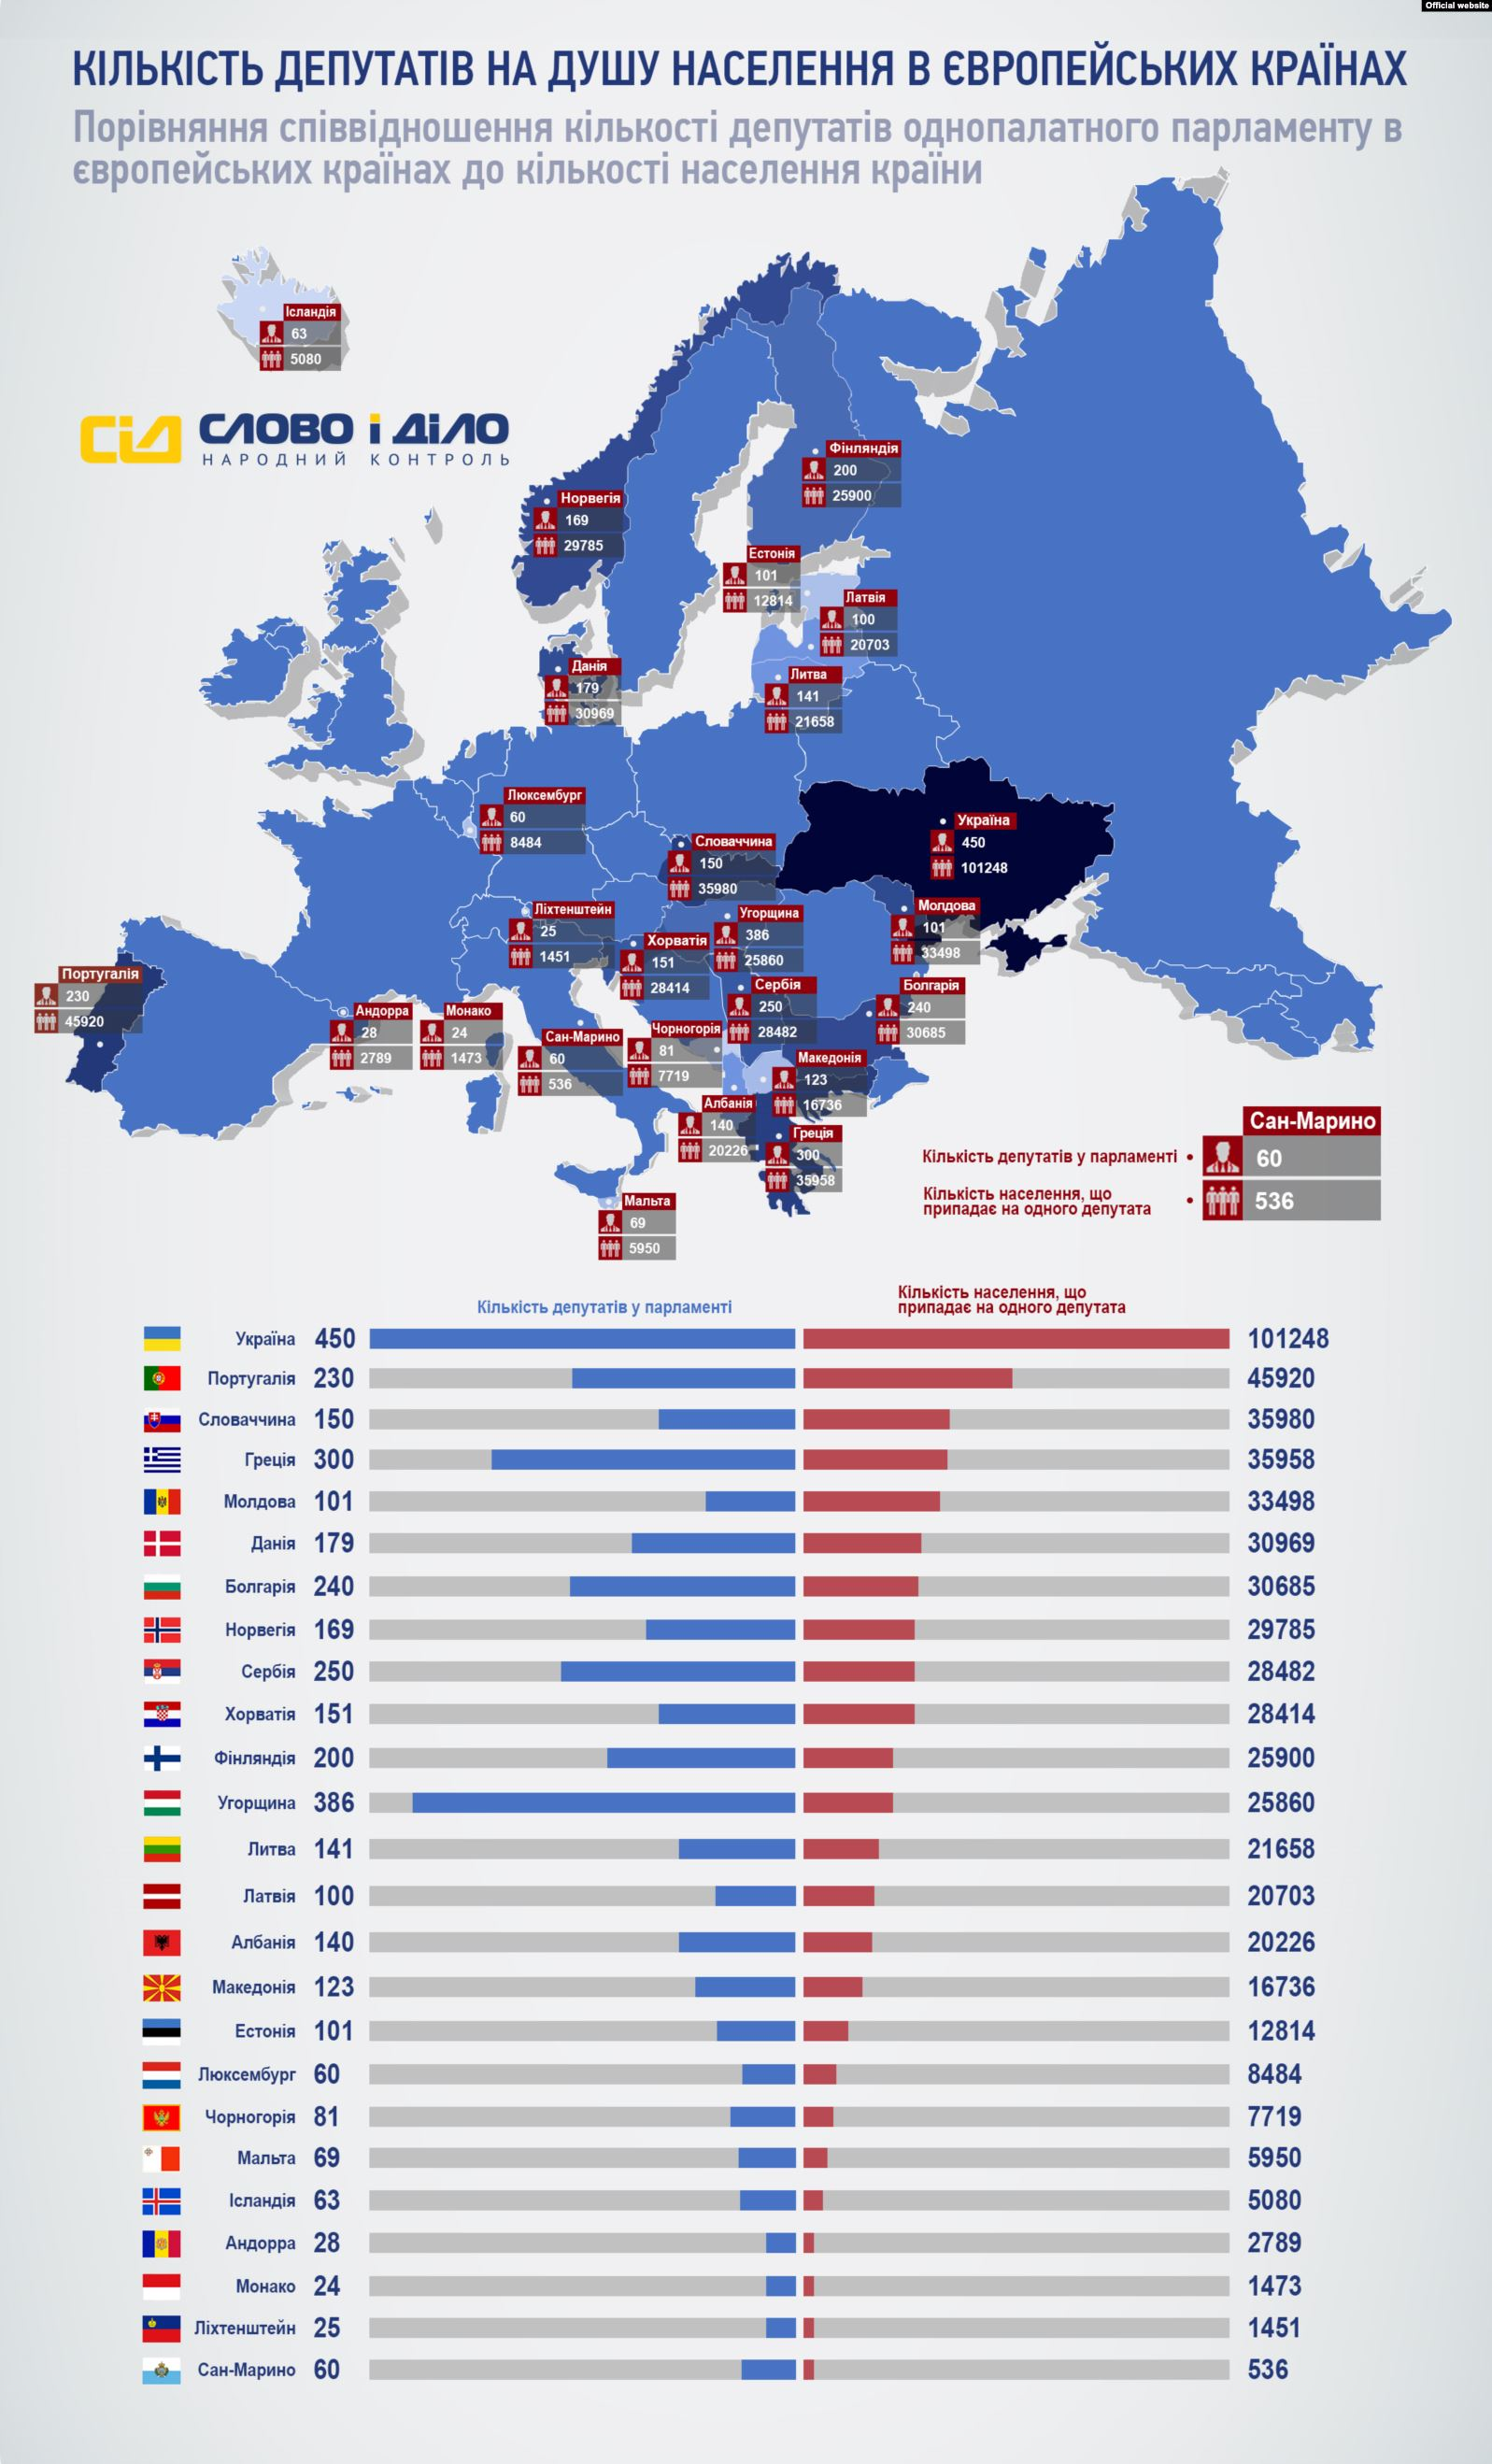 Official website
КІЛЬКІСТЬ ДЕПУТАТІВ НА ДУШУ НАСЕЛЕННЯ В ЄВРОПЕЙСЬКИХ КРАЇНАХ
Порівняння співвідношення кількості депутатів однопалатного парламенту в
європейських країнах до кількості населення країни
Ісландія
63
5080
СІД СЛОВО і ДіЛО
НАРОДНИЙ КОНТРОЛЬ
Фінляндія
200
25900
Норвегія
169
29785
Естонія
101
12814
Латвія
100
20703
Данія
179
30969
Литва
141
21658
Люксембург
60
8484
Україна
450
101248
Словаччина
150
35980
Ліхтенштейн
25
1451
Угорщина
386
25860
Молдова
101
33498
Хорватія
151
28414
Португалія
230
45920
Сербія
250
28482
Болгарія
240
30685
Андорра
28
2789
Монако
24
1473
Сан-Марино
60
536
Чорногорія
81
7719
Македонія
123
16736
Албанія
140
20226
Греція
300
35958
Мальта
69
5950
Сан-Марино
Кількість депутатів у парламенті • 60
Кількість населення, що
припадає на одного депутата • 536
Кількість депутатів у парламенті
Кількість населення, що
припадає на одного депутата
Україна 450 101248
Португалія 230 45920
Словаччина 150 35980
Греція 300 35958
Молдова 101 33498
Данія 179 30969
Болгарія 240 30685
Норвегія 169 29785
Сербія 250 28482
Хорватія 151 28414
Фінляндія 200 25900
Угорщина 386 25860
Литва 141 21658
Латвія 100 20703
Албанія 140 20226
Македонія 123 16736
Естонія 101 12814
Люксембург 60 8484
Чорногорія 81 7719
Мальта 69 5950
Ісландія 63 5080
Андорра 28 2789
Монако 24 1473
Ліхтенштейн 25 1451
Сан-Марино 60 536